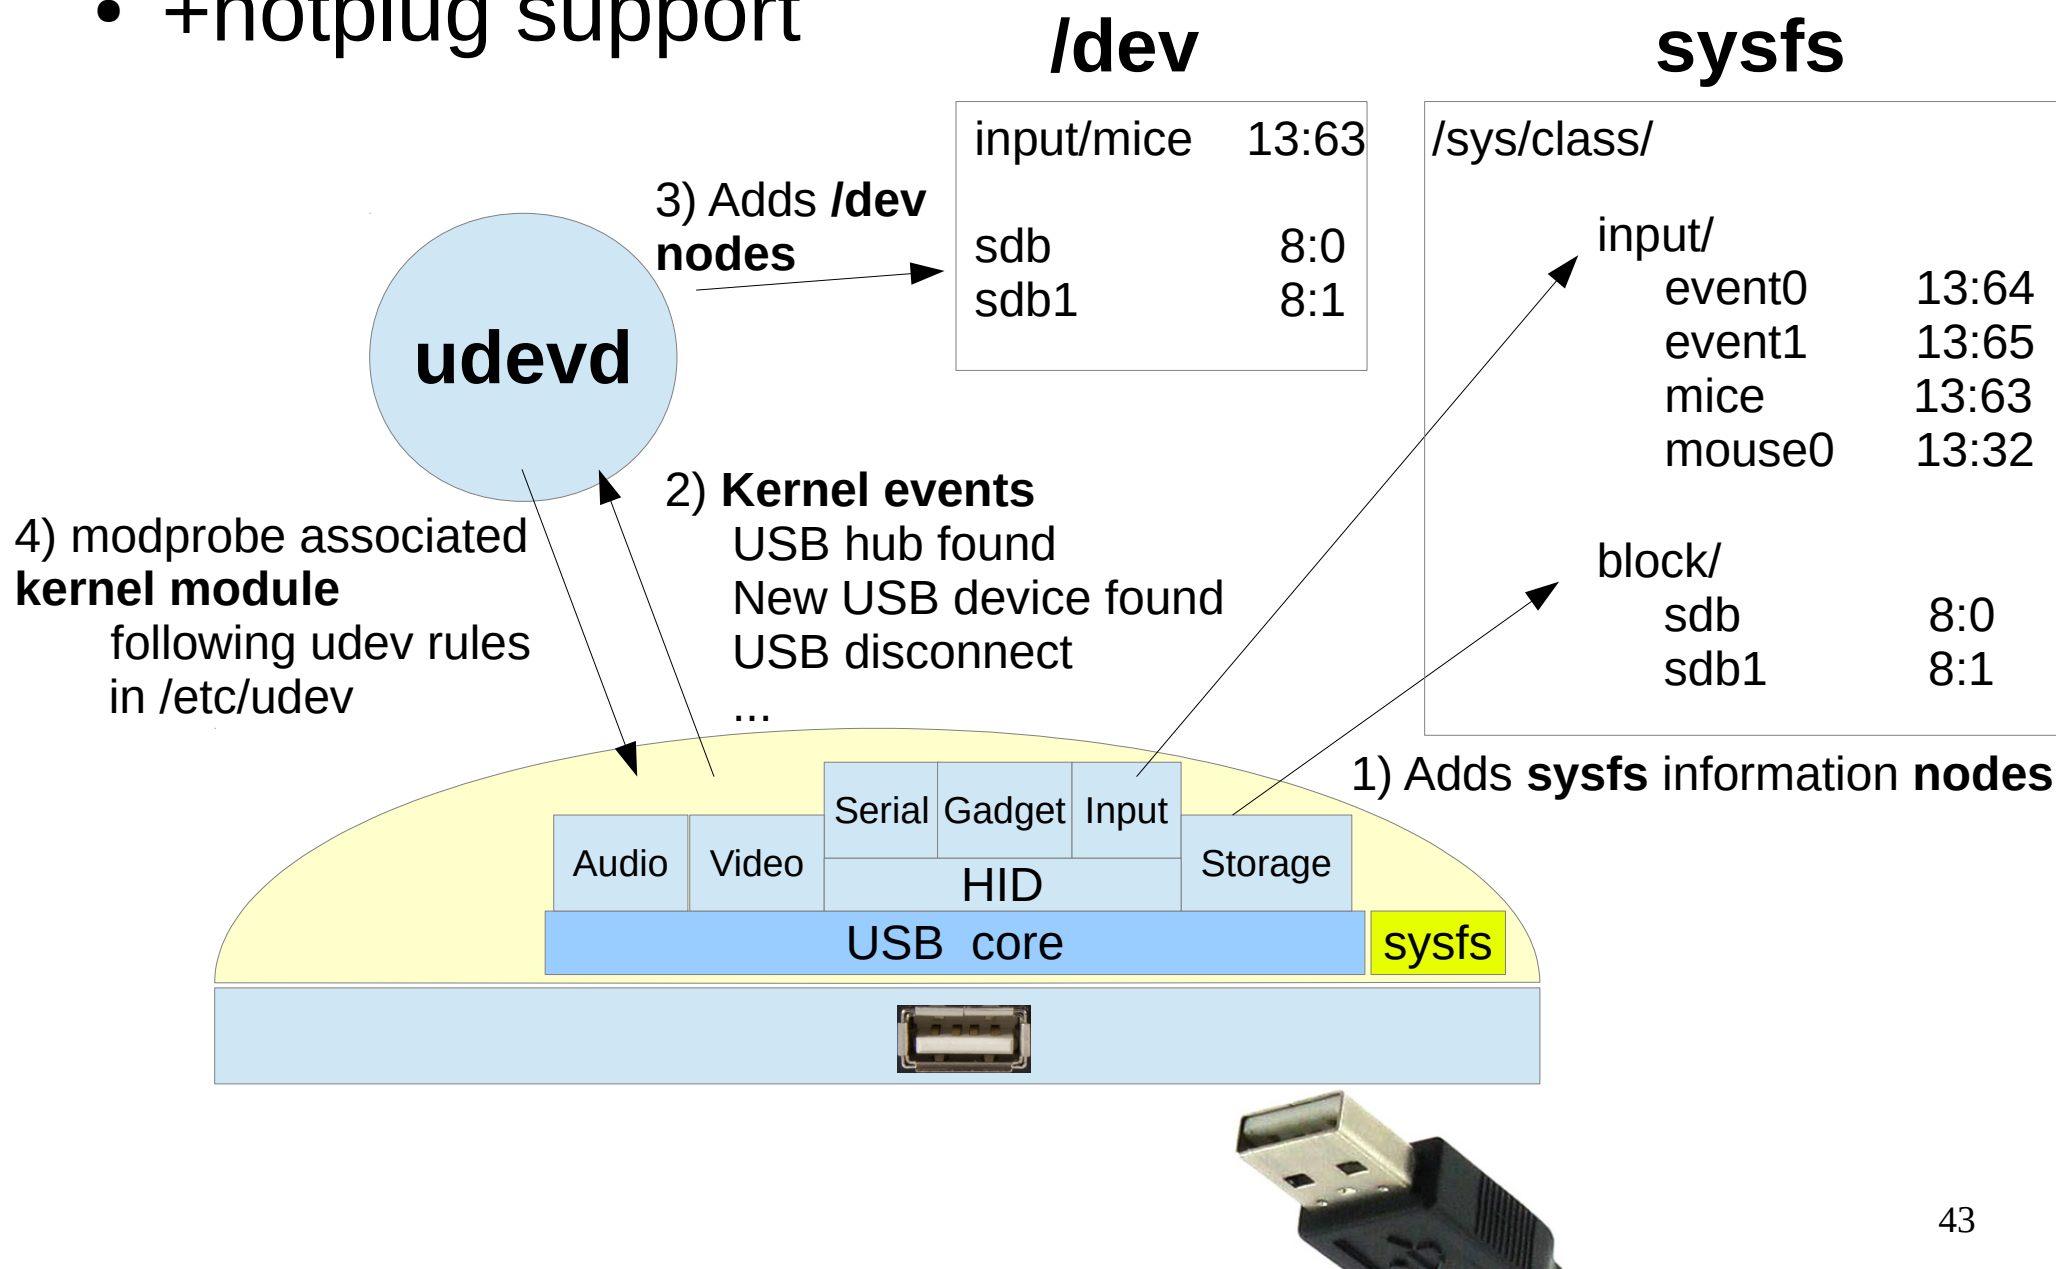 • +hotplug support
/dev
sysfs
input/mice 13:63
sdb 8:0
sdb1 8:1
/sys/class/
input/
event0 13:64
event1 13:65
mice 13:63
mouse0 13:32
block/
sdb 8:0
sdb1 8:1
3) Adds /dev
nodes
udevd
2) Kernel events
USB hub found
New USB device found
USB disconnect
...
4) modprobe associated
kernel module
following udev rules
in /etc/udev
1) Adds sysfs information nodes
Serial Gadget Input
Audio Video Storage
HID
USB core
sysfs
43